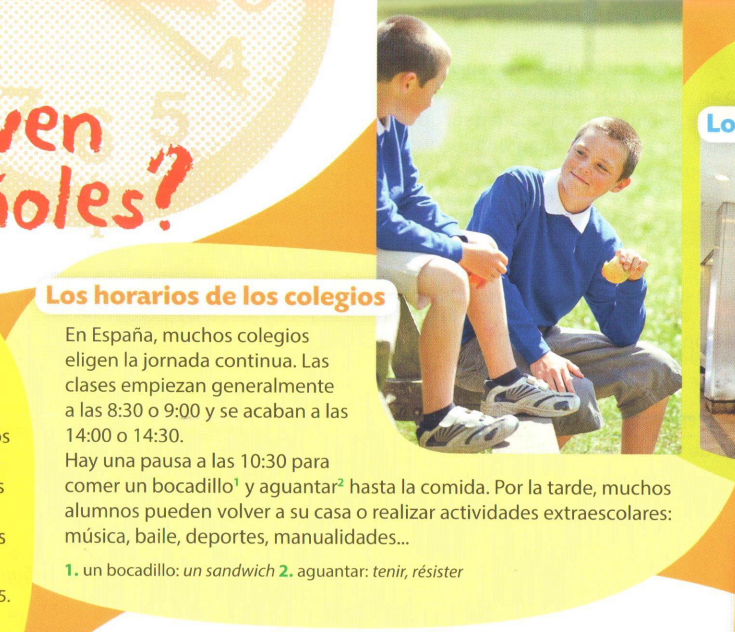 4
5
ven
ñoles?
Lo
Los horarios de los colegios
En España, muchos colegios
eligen la jornada continua. Las
clases empiezan generalmente
a las 8:30 o 9:00 y se acaban a las
14:00 o 14:30.
Hay una pausa a las 10:30 para
comer un bocadillo¹ y aguantar² hasta la comida. Por la tarde, muchos
alumnos pueden volver a su casa o realizar actividades extraescolares:
música, baile, deportes, manualidades...
1. un bocadillo: un sandwich 2. aguantar: tenir, résister
s
s
s
5.